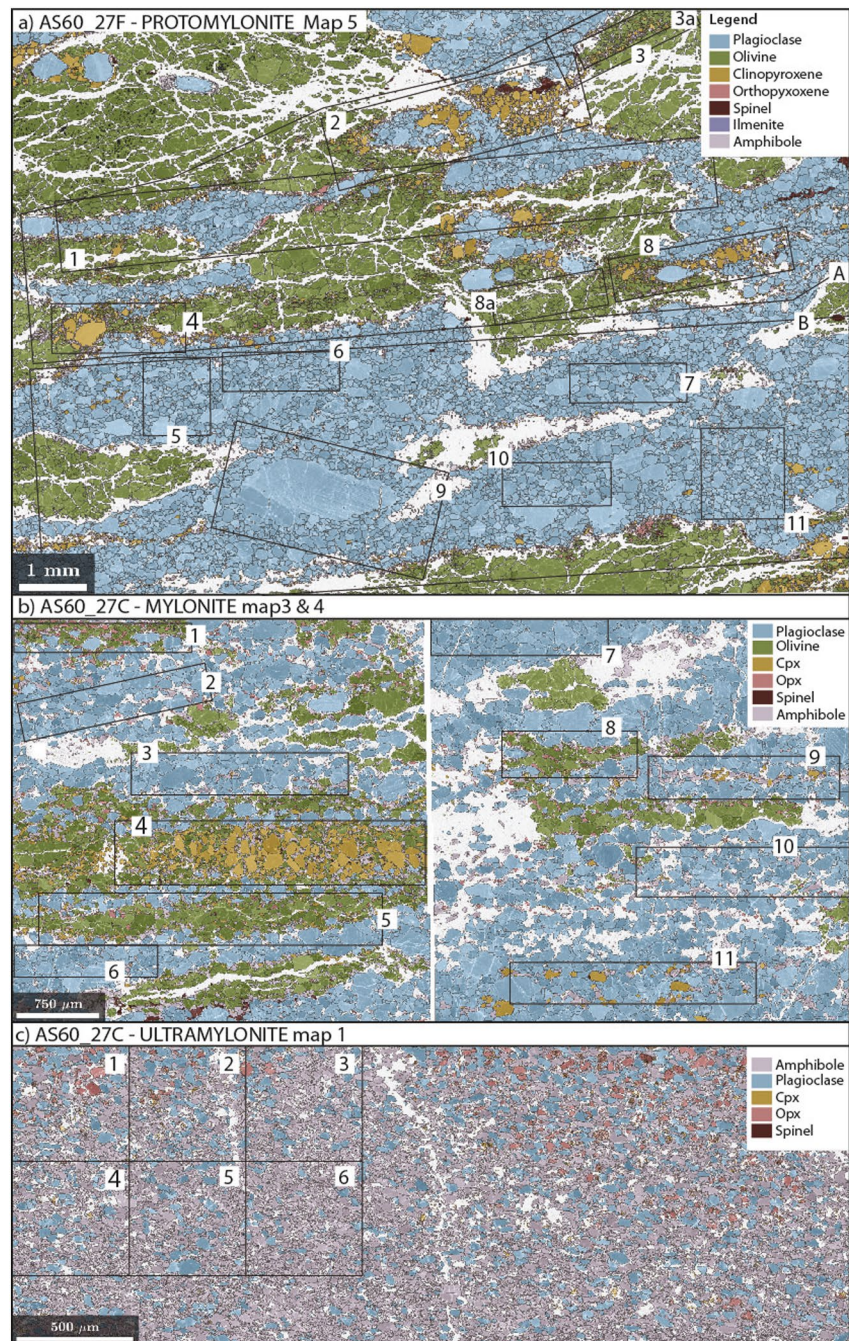 a) AS60_27F - PROTOMYLONITE Map 5
3a
3
Legend
Plagioclase
Olivine
Clinopyroxene
Orthopyxoxene
Spinel
Ilmenite
Amphibole
2
1
8
8a
A
B
4
6
7
5
10
9
11
1 mm
b) AS60_27C - MYLONITE map3 & 4
1
2
3
4
5
6
750 µm
7
8
9
10
11
Plagioclase
Olivine
Cpx
Opx
Spinel
Amphibole
c) AS60_27C - ULTRAMYLONITE map 1
1
2
3
4
5
6
Amphibole
Plagioclase
Cpx
Opx
Spinel
500 µm